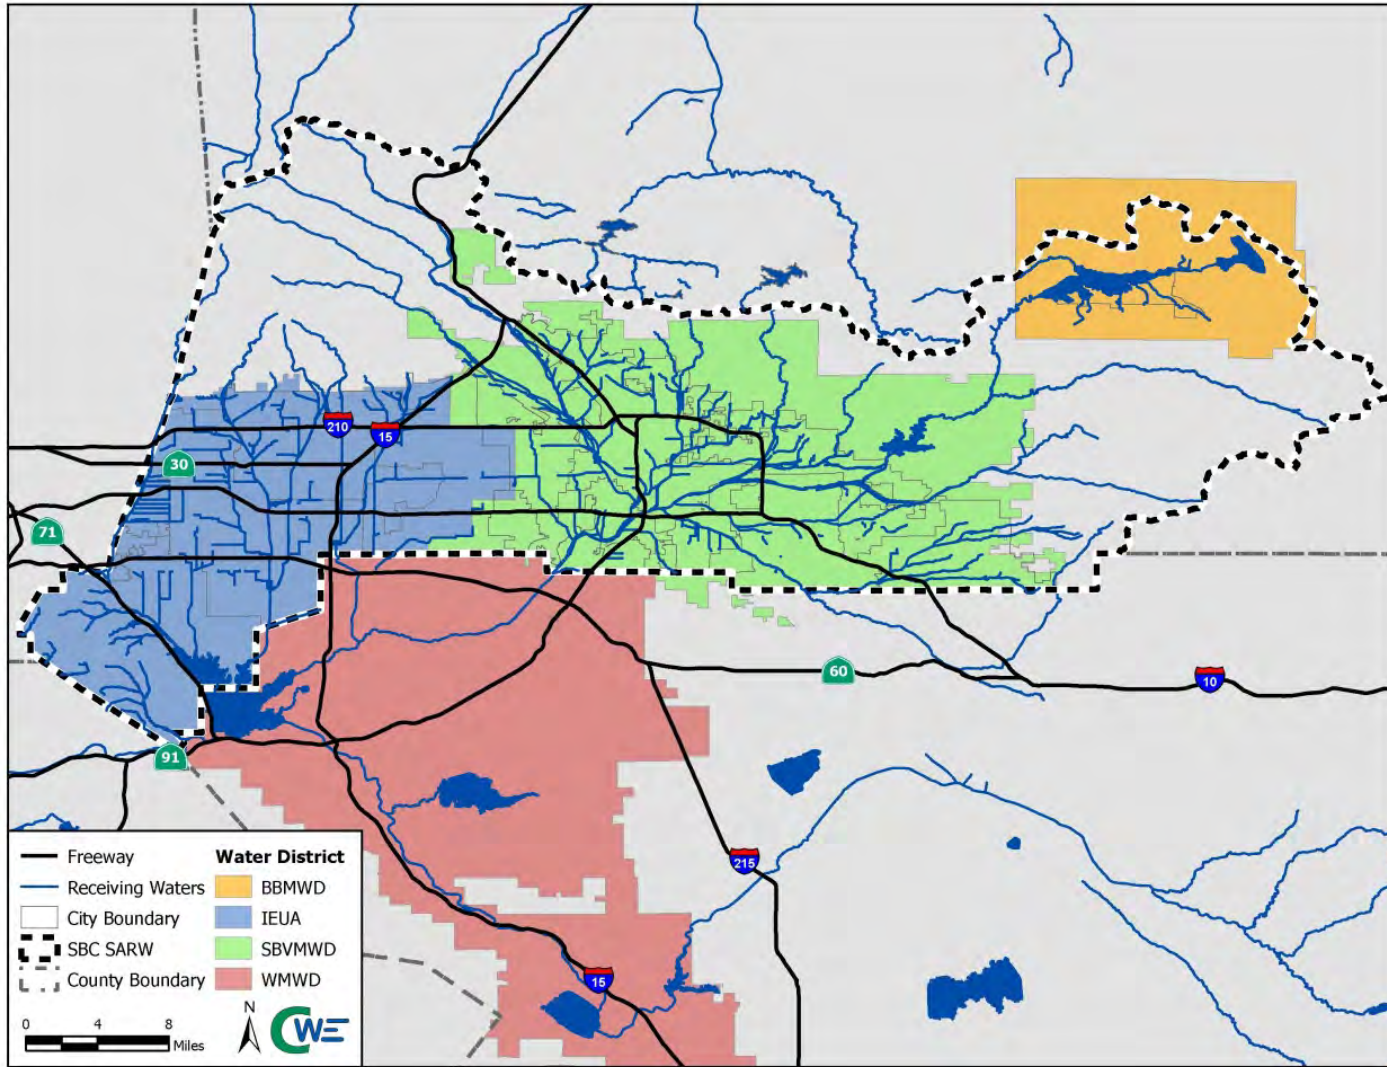 210
15
30
71
60
10
91
215
15
Freeway
Receiving Waters
City Boundary
SBC SARW
County Boundary
Water District
BBMWD
IEUA
SBVMWD
WMWD
0 4 8
Miles
N
CWE